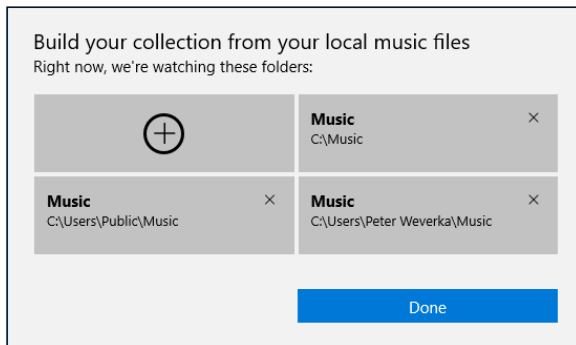 Build your collection from your local music files
Right now, we're watching these folders:
Music
C:\Music
Music
C:\Users\Public\Music
Music
C:\Users\Peter Weverka\Music
Done